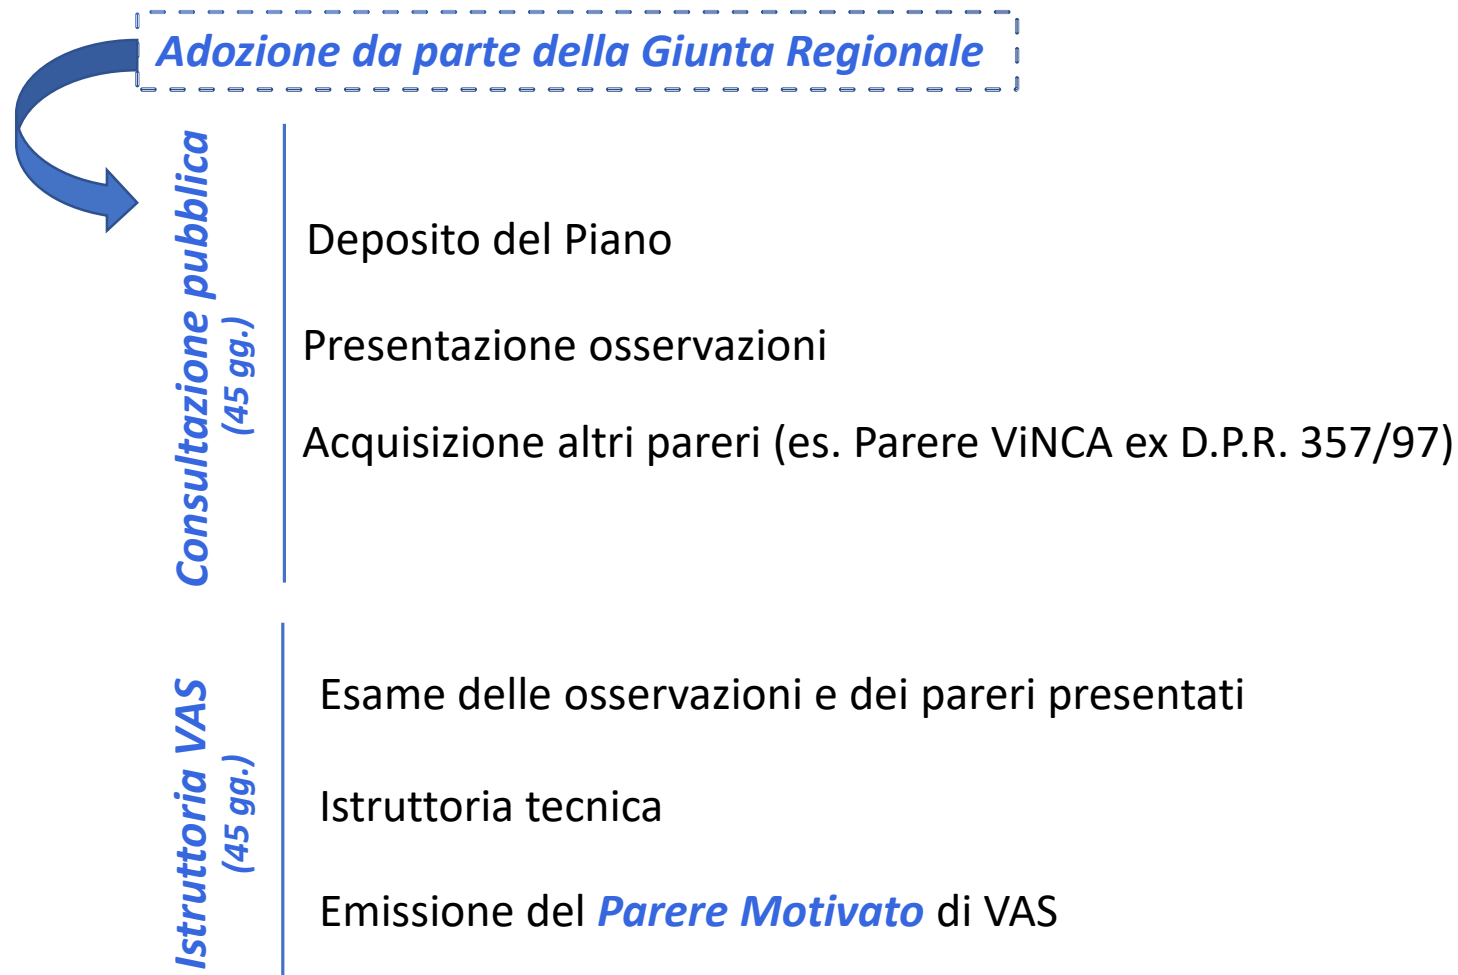 Adozione da parte della Giunta Regionale
Consultazione pubblica
(45 gg.)
Deposito del Piano
Presentazione osservazioni
Acquisizione altri pareri (es. Parere ViNCA ex D.P.R. 357/97)
Istruttoria VAS
(45 gg.)
Esame delle osservazioni e dei pareri presentati
Istruttoria tecnica
Emissione del Parere Motivato di VAS